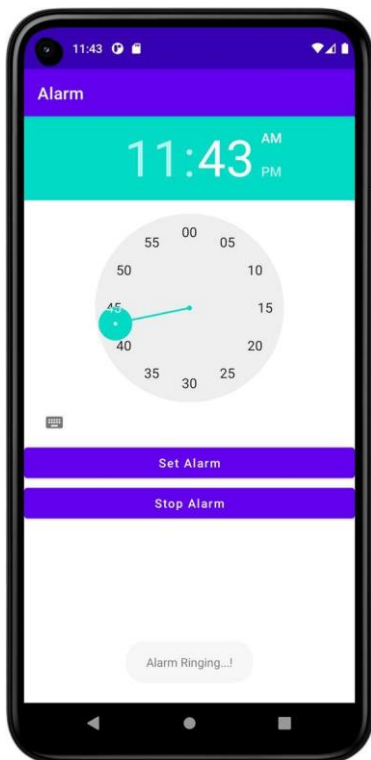 11:43
Alarm
11:43
AM
PM
00
55 05
50 10
45 15
40 20
35 25
30
Set Alarm
Stop Alarm
Alarm Ringing...!